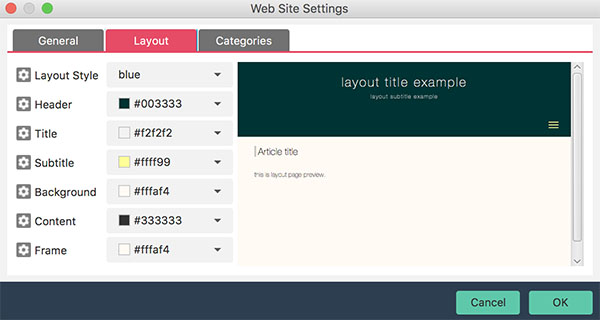 Web Site Settings
General
Layout
Categories
Layout Style
blue
Header
#003333
Title
#f2f2f2
Subtitle
#ffff99
Background
#fffaf4
Content
#333333
Frame
#fffaf4
layout title example
layout subtitle example
Article title
this is layout page preview.
Cancel
OK